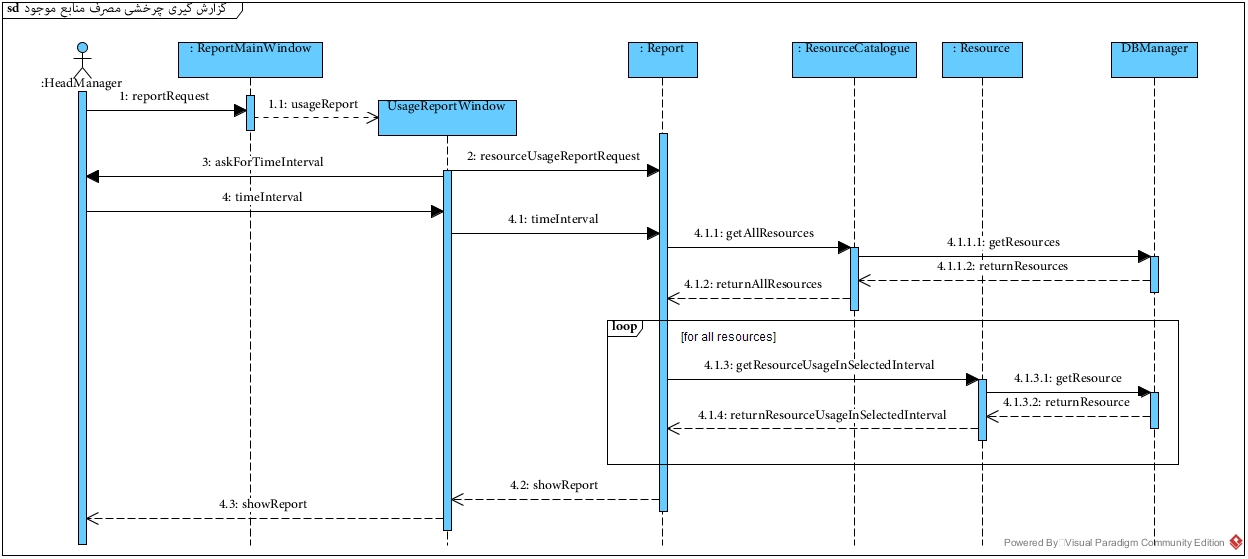 sd گزارش گیری چرخشی مصرف منابع موجود
: ReportMainWindow
: Report
: ResourceCatalogue
: Resource
DBManager
:HeadManager
1: reportRequest
1.1: usageReport
UsageReportWindow
2: resourceUsageReportRequest
3: askForTimeInterval
4: timeInterval
4.1: timeInterval
4.1.1: getAllResources
4.1.1.1: getResources
4.1.1.2: returnResources
4.1.2: returnAllResources
loop
[for all resources]
4.1.3: getResourceUsageInSelectedInterval
4.1.3.1: getResource
4.1.3.2: returnResource
4.1.4: returnResourceUsageInSelectedInterval
4.2: showReport
4.3: showReport
Powered By Visual Paradigm Community Edition